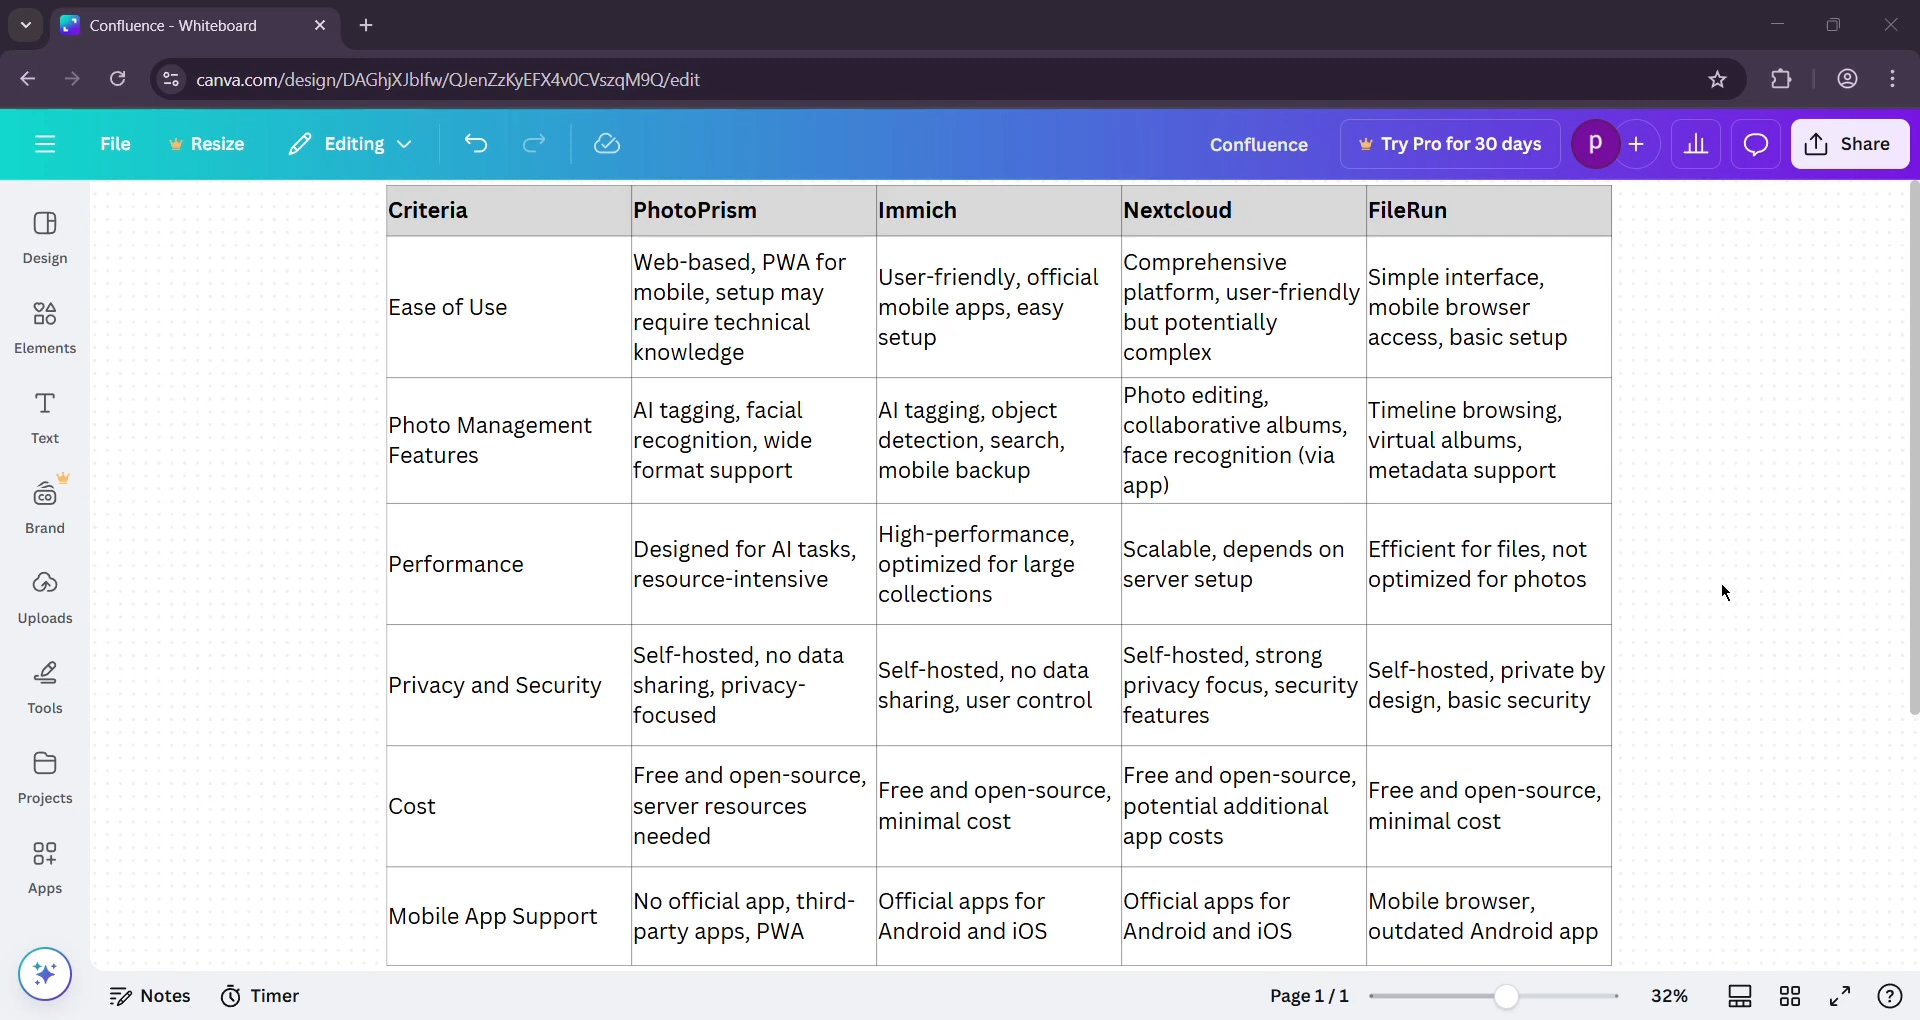 Confluence - Whiteboard
canva.com/design/DAGhjXJbIfw/QJenZzKyEFX4v0CVszqM9Q/edit
File
Resize
Editing
Confluence
Try Pro for 30 days
p
Share
Design
Elements
Text
Brand
Uploads
Tools
Projects
Apps
Criteria
PhotoPrism
Immich
Nextcloud
FileRun
Ease of Use
Web-based, PWA for
mobile, setup may
require technical
knowledge
User-friendly, official
mobile apps, easy
setup
Comprehensive
platform, user-friendly
but potentially
complex
Simple interface,
mobile browser
access, basic setup
Photo Management
Features
AI tagging, facial
recognition, wide
format support
AI tagging, object
detection, search,
mobile backup
Photo editing,
collaborative albums,
face recognition (via
app)
Timeline browsing,
virtual albums,
metadata support
Performance
Designed for AI tasks,
resource-intensive
High-performance,
optimized for large
collections
Scalable, depends on
server setup
Efficient for files, not
optimized for photos
Privacy and Security
Self-hosted, no data
sharing, privacy-
focused
Self-hosted, no data
sharing, user control
Self-hosted, strong
privacy focus, security
features
Self-hosted, private by
design, basic security
Cost
Free and open-source,
server resources
needed
Free and open-source,
minimal cost
Free and open-source,
potential additional
app costs
Free and open-source,
minimal cost
Mobile App Support
No official app, third-
party apps, PWA
Official apps for
Android and iOS
Official apps for
Android and iOS
Mobile browser,
outdated Android app
Notes
Timer
Page 1 / 1
32%